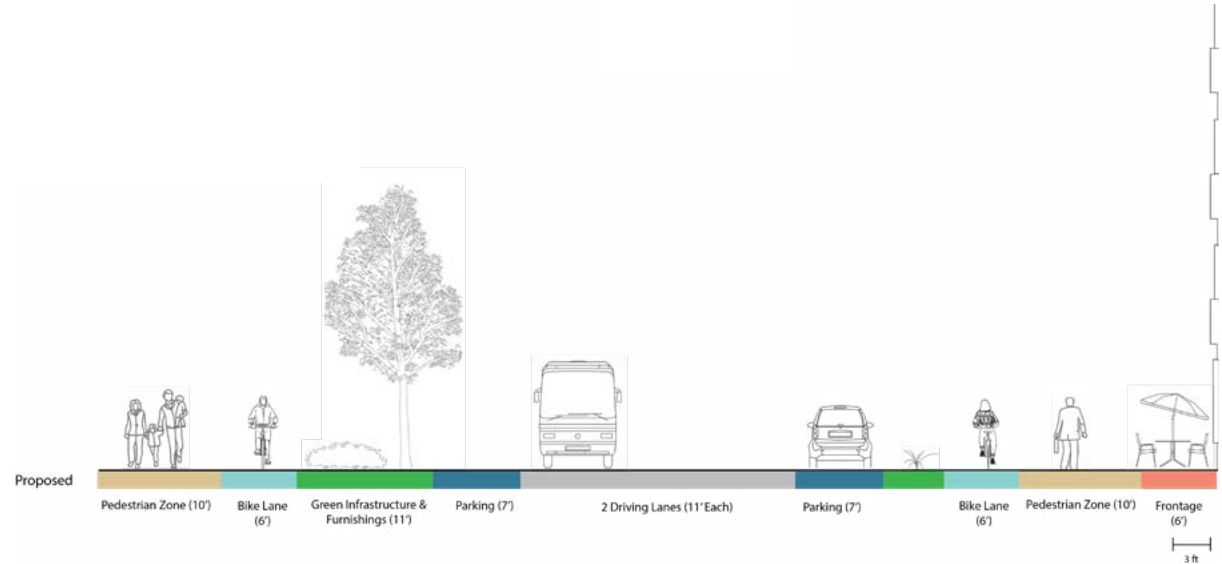 Proposed
Pedestrian Zone (10')
Bike Lane
(6')
Green Infrastructure &
Furnishings (11')
Parking (7')
2 Driving Lanes (11' Each)
Parking (7')
Bike Lane
(6')
Pedestrian Zone (10')
Frontage
(6')
3 ft